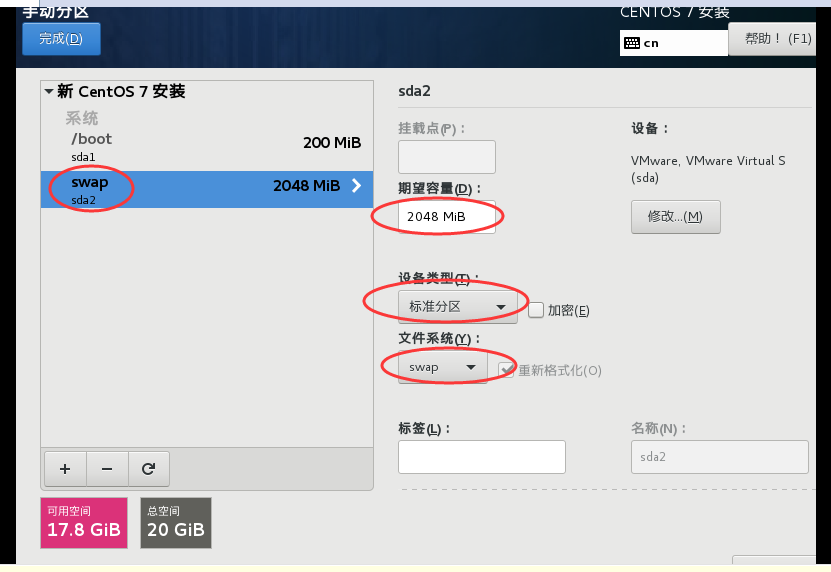 手动分区
CENTOS 7 安装
完成(D)
cn
帮助！(F1)
新 CentOS 7 安装
系统
/boot
200 MiB
sda1
swap
2048 MiB
sda2
sda2
挂载点(P)：
设备：
VMware, VMware Virtual S
(sda)
期望容量(D)：
2048 MiB
修改...(M)
设备类型(T)：
标准分区
加密(E)
文件系统(Y)：
swap
重新格式化(O)
标签(L)：
名称(N)：
sda2
可用空间
17.8 GiB
总空间
20 GiB